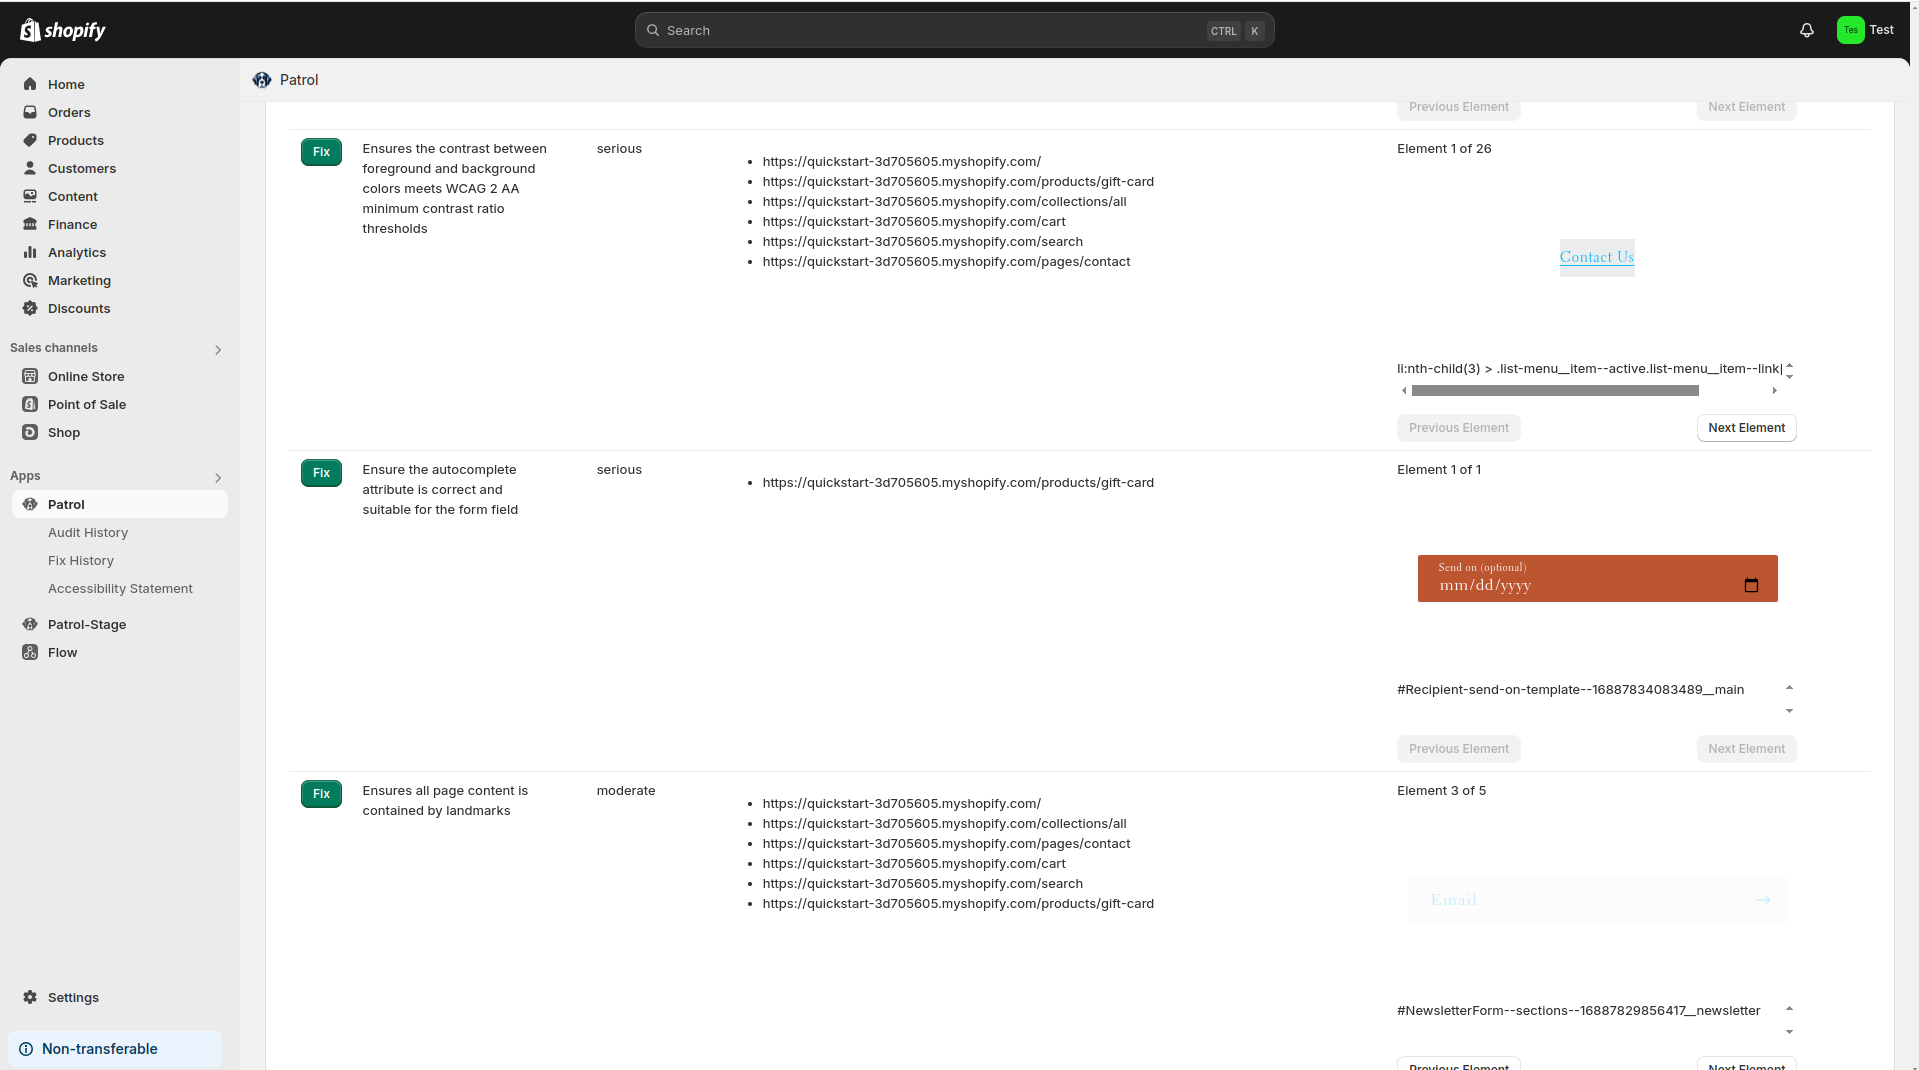 shopify
Search
CTRL K
Tes
Test
Home
Orders
Products
Customers
Content
Finance
Analytics
Marketing
Discounts
Sales channels
Online Store
Point of Sale
Shop
Apps
Patrol
Audit History
Fix History
Accessibility Statement
Patrol-Stage
Flow
Settings
Non-transferable
Patrol
Previous Element
Next Element
Fix
Ensures the contrast between
foreground and background
colors meets WCAG 2 AA
minimum contrast ratio
thresholds
serious
https://quickstart-3d705605.myshopify.com/
https://quickstart-3d705605.myshopify.com/products/gift-card
https://quickstart-3d705605.myshopify.com/collections/all
https://quickstart-3d705605.myshopify.com/cart
https://quickstart-3d705605.myshopify.com/search
https://quickstart-3d705605.myshopify.com/pages/contact
Element 1 of 26
Contact Us
li:nth-child(3) > .list-menu__item--active.list-menu__item--link|
Previous Element
Next Element
Fix
Ensure the autocomplete
attribute is correct and
suitable for the form field
serious
https://quickstart-3d705605.myshopify.com/products/gift-card
Element 1 of 1
Send on (optional)
mm/dd/yyyy
#Recipient-send-on-template--16887834083489__main
Previous Element
Next Element
Fix
Ensures all page content is
contained by landmarks
moderate
https://quickstart-3d705605.myshopify.com/
https://quickstart-3d705605.myshopify.com/collections/all
https://quickstart-3d705605.myshopify.com/pages/contact
https://quickstart-3d705605.myshopify.com/cart
https://quickstart-3d705605.myshopify.com/search
https://quickstart-3d705605.myshopify.com/products/gift-card
Element 3 of 5
Email
#NewsletterForm--sections--16887829856417__newsletter
Previous Element
Next Element